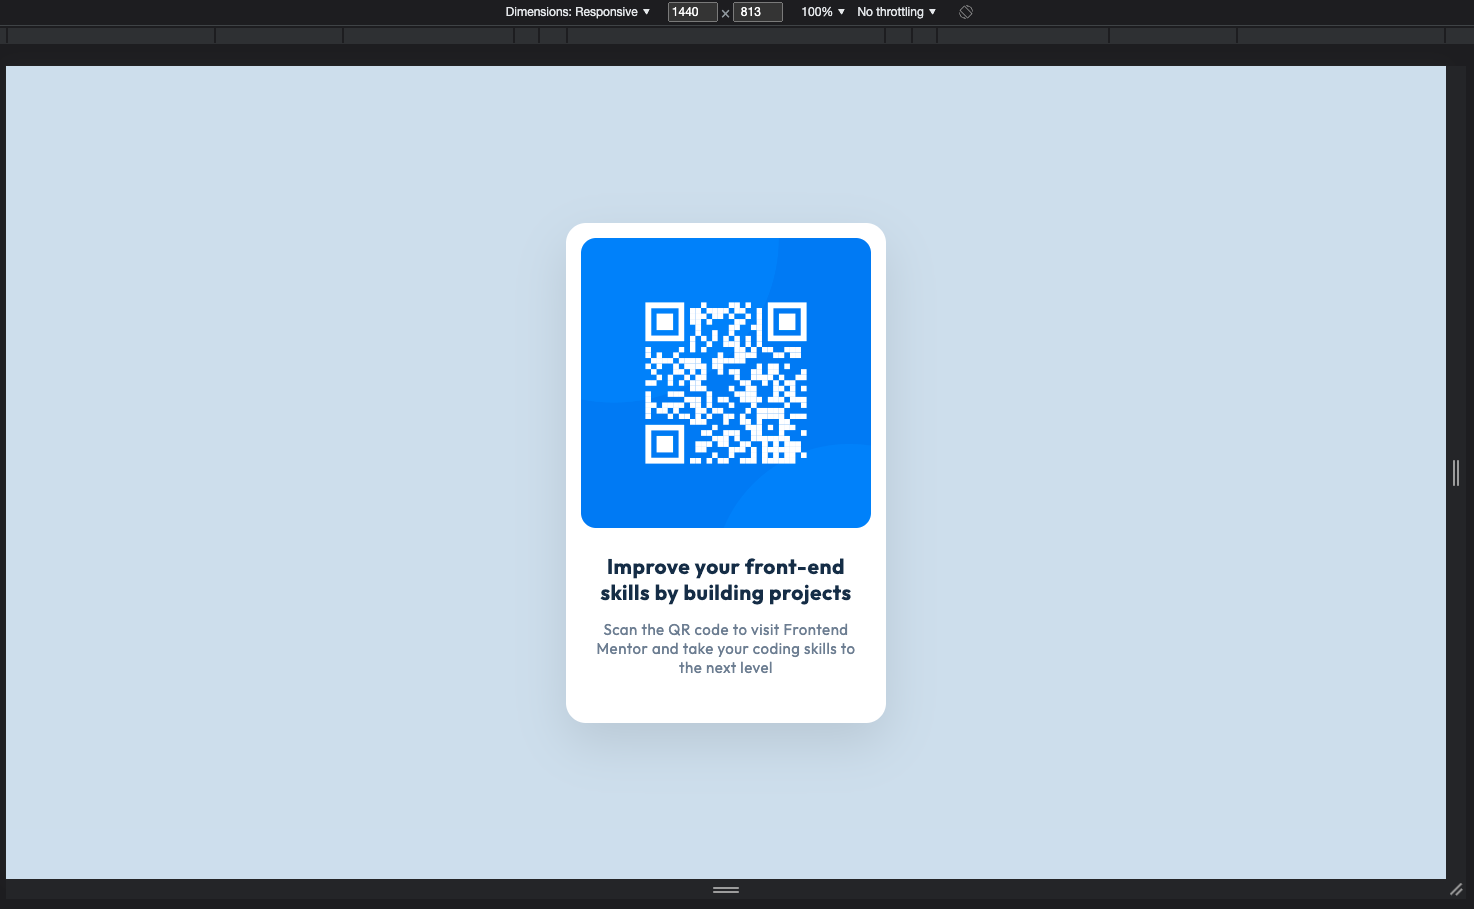 Dimensions: Responsive ▼ 1440 × 813 100% ▼ No throttling ▼
Improve your front-end
skills by building projects
Scan the QR code to visit Frontend
Mentor and take your coding skills to
the next level